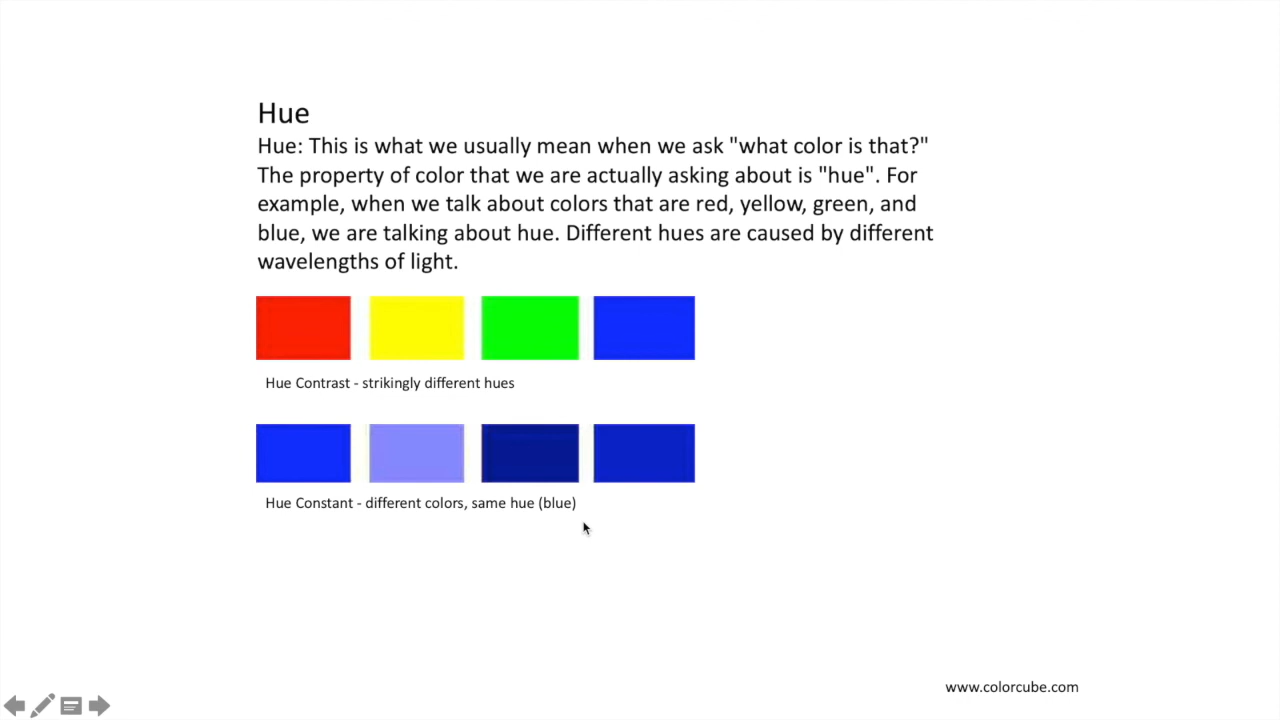 Hue
Hue: This is what we usually mean when we ask "what color is that?"
The property of color that we are actually asking about is "hue". For
example, when we talk about colors that are red, yellow, green, and
blue, we are talking about hue. Different hues are caused by different
wavelengths of light.
Hue Contrast - strikingly different hues
Hue Constant - different colors, same hue (blue)
www.colorcube.com